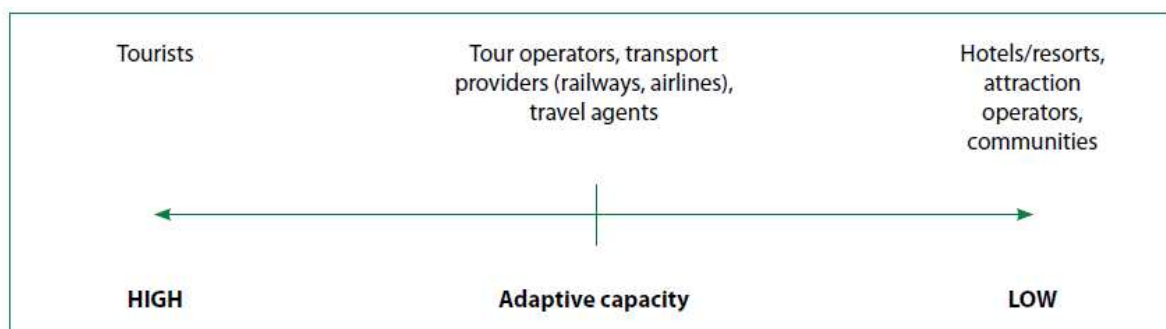 Tourists
Tour operators, transport
providers (railways, airlines),
travel agents
Hotels/resorts,
attraction
operators,
communities
HIGH
Adaptive capacity
LOW